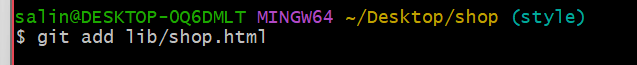 salin@DESKTOP-OQ6DMLT MINGW64 ~/Desktop/shop (style)
$ git add lib/shop.html